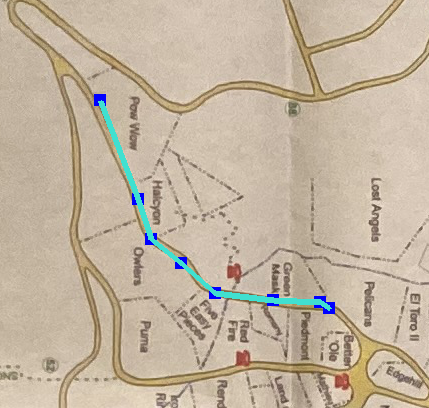 Pow Wow
Lost Angels
Halcyon
Owlers
Green
Mask
Pelicans
El Toro II
Five
Easy
Pieces
Red
Fire
Piedmont
Better
'Ole
Puma
Edgehill
Land